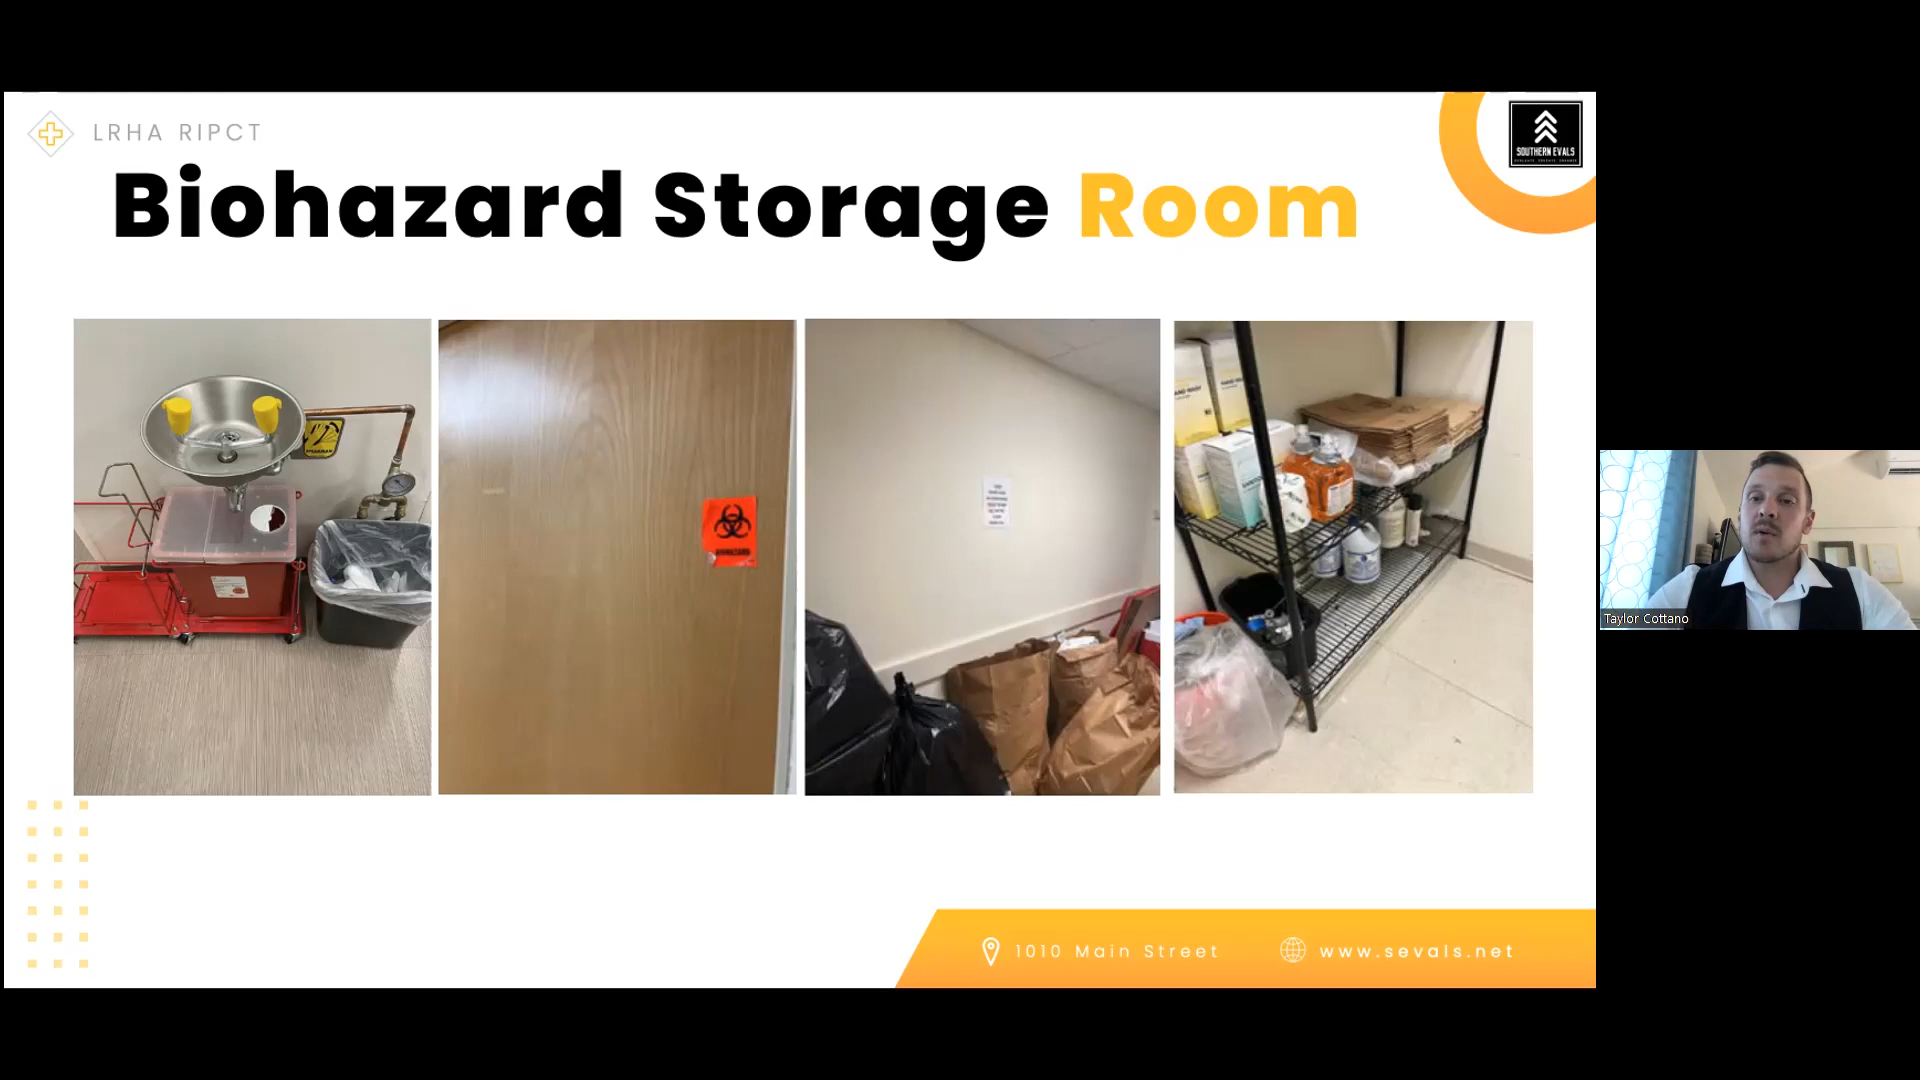 LRHA RIPCT
SOUTHERN EVALS
Biohazard Storage Room
BIOHAZARD
1010 Main Street
www.sevals.net
Taylor Cottano